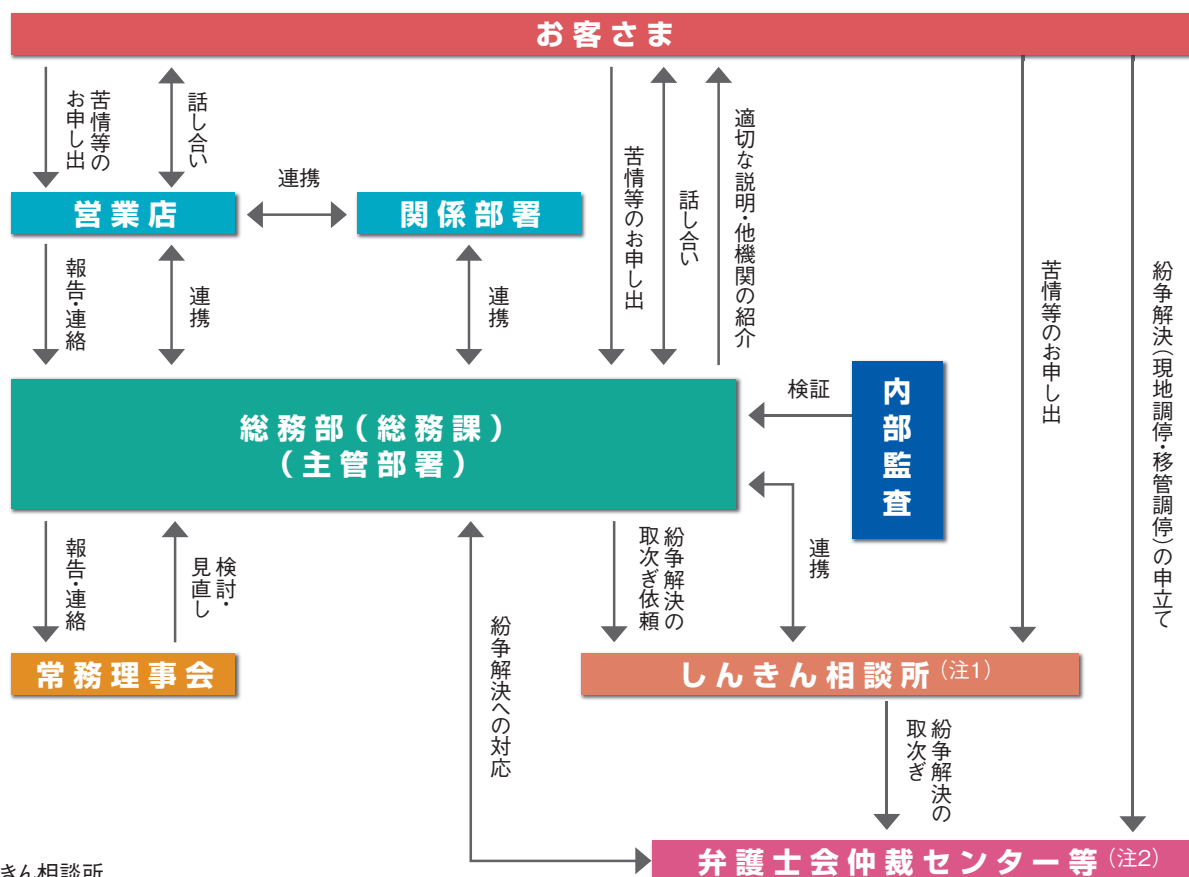 お客さま
苦情等の
お申し出
話し合い
苦情等のお申し出
話し合い
適切な説明・他機関の紹介
苦情等のお申し出
紛争解決(現地調停・移管調停)の申立て
営業店
連携
関係部署
報告・連絡
連携
連携
総務部(総務課)
(主管部署)
検証
内部監査
報告・連絡
検討・
見直し
紛争解決への対応
紛争解決の
取次ぎ依頼
連携
常務理事会
しんきん相談所(注1)
紛争解決の
取次ぎ
弁護士会仲裁センター等(注2)
きん相談所